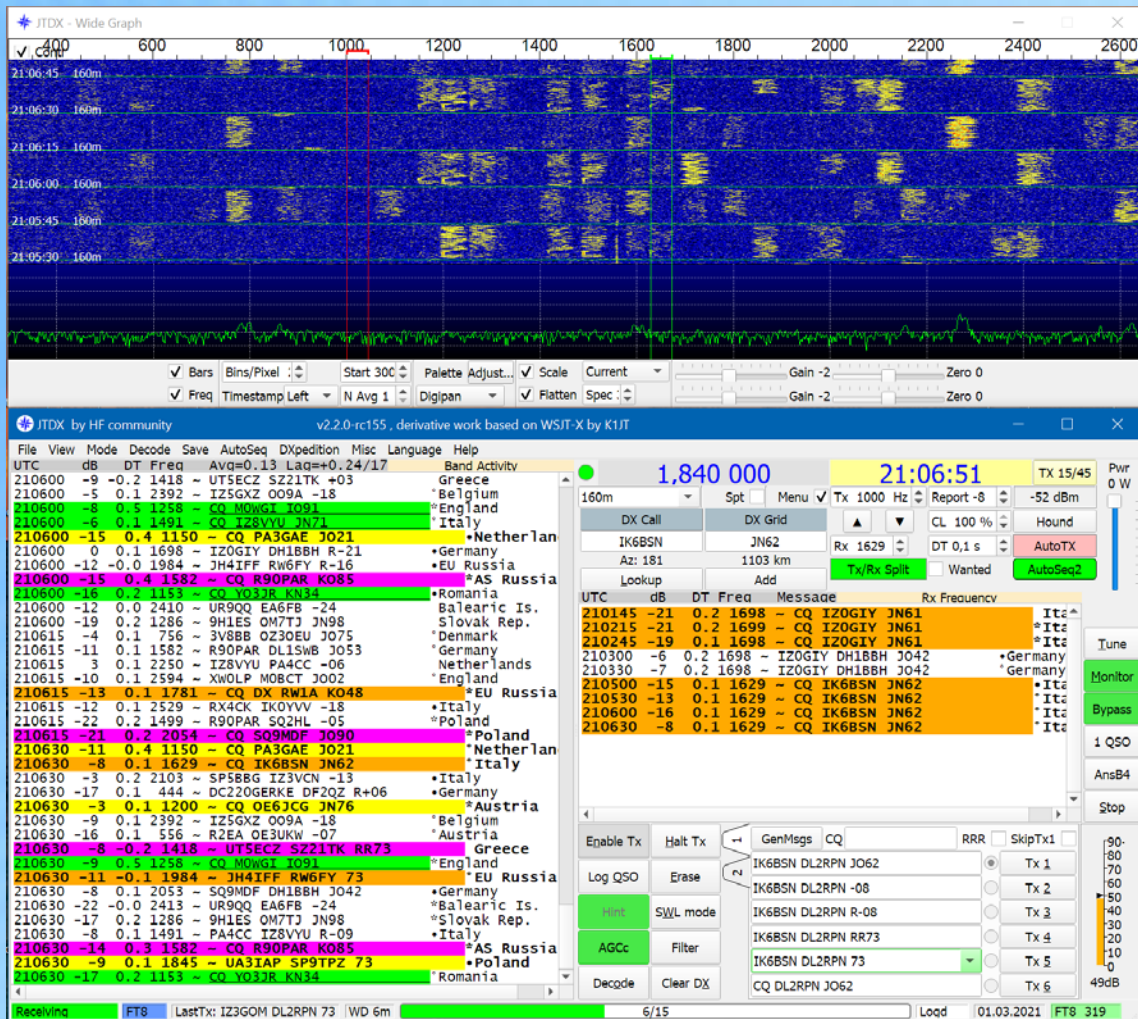 JTDX - Wide Graph
Cont
400 600 800 1000 1200 1400 1600 1800 2000 2200 2400 2600
21:06:45 160m
21:06:30 160m
21:06:15 160m
21:06:00 160m
21:05:45 160m
21:05:30 160m
Bars Bins/Pixel Start 300 Palette Adjust... Scale Current Gain -2 Zero 0
Freq Timestamp Left N Avg 1 Digipan Flatten Spec Gain -2 Zero 0
JTDX by HF community v2.2.0-rc155 , derivative work based on WSJT-X by K1JT
File View Mode Decode Save AutoSeq DXpedition Misc Language Help
UTC dB DT Freq Avg=0.13 Lag=+0.24/17 Band Activity
210600 -9 -0.2 1418 ~ UT5ECZ SZ21TK +03 Greece
210600 -5 0.1 2392 ~ IZ5GXZ OO9A -18 °Belgium
210600 -8 0.5 1258 ~ CQ M0WGI IO91 *England
210600 -6 0.1 1491 ~ CQ IZ8VYU JN71 °Italy
210600 -15 0.4 1150 ~ CQ PA3GAE JO21 •Netherlan
210600 0 0.1 1698 ~ IZ0GIY DH1BBH R-21 •Germany
210600 -12 -0.0 1984 ~ JH4IFF RW6FY R-16 •EU Russia
210600 -15 0.4 1582 ~ CQ R90PAR KO85 *AS Russia
210600 -16 0.2 1153 ~ CQ YO3JR KN34 •Romania
210600 -12 0.0 2410 ~ UR9QQ EA6FB -24 Balearic Is.
210600 -19 0.2 1286 ~ 9H1ES OM7TJ JN98 Slovak Rep.
210615 -4 0.1 756 ~ 3V8BB OZ3OEU JO75 °Denmark
210615 -11 0.1 1582 ~ R90PAR DL1SWB JO53 °Germany
210615 3 0.1 2250 ~ IZ8VYU PA4CC -06 Netherlands
210615 -10 0.1 2594 ~ XW0LP M0BCT JO02 °England
210615 -13 0.1 1781 ~ CQ DX RW1A KO48 *EU Russia
210615 -12 0.1 2529 ~ RX4CK IK0YVV -18 •Italy
210615 -22 0.2 1499 ~ R90PAR SQ2HL -05 *Poland
210615 -21 0.2 2054 ~ CQ SQ9MDF JO90 *Poland
210630 -11 0.4 1150 ~ CQ PA3GAE JO21 °Netherlan
210630 -8 0.1 1629 ~ CQ IK6BSN JN62 °Italy
210630 -3 0.2 2103 ~ SP5BBG IZ3VCN -13 •Italy
210630 -17 0.1 444 ~ DC220GERKE DF2QZ R+06 •Germany
210630 -3 0.1 1200 ~ CQ OE6JCG JN76 *Austria
210630 -9 0.1 2392 ~ IZ5GXZ OO9A -18 °Belgium
210630 -16 0.1 556 ~ R2EA OE3UKW -07 °Austria
210630 -8 -0.2 1418 ~ UT5ECZ SZ21TK RR73 Greece
210630 -9 0.5 1258 ~ CQ M0WGI IO91 *England
210630 -11 -0.1 1984 ~ JH4IFF RW6FY 73 °EU Russia
210630 -8 0.1 2053 ~ SQ9MDF DH1BBH JO42 •Germany
210630 -22 -0.0 2413 ~ UR9QQ EA6FB -24 *Balearic Is.
210630 -17 0.2 1286 ~ 9H1ES OM7TJ JN98 °Slovak Rep.
210630 -8 0.1 1491 ~ PA4CC IZ8VYU R-09 •Italy
210630 -14 0.3 1582 ~ CQ R90PAR KO85 *AS Russia
210630 -9 0.1 1845 ~ UA3IAP SP9TPZ 73 •Poland
210630 -17 0.2 1153 ~ CQ YO3JR KN34 °Romania
1,840 000 21:06:51 TX 15/45 Pwr
0 W
160m Spt Menu Tx 1000 Hz Report -8 -52 dBm
DX Call DX Grid CL 100 % Hound
IK6BSN JN62 Rx 1629 DT 0,1 s AutoTX
Az: 181 1103 km Tx/Rx Split Wanted AutoSeq2
Lookup Add
UTC dB DT Freq Message Rx Frequency
210145 -21 0.2 1698 ~ CQ IZ0GIY JN61 Ita
210215 -21 0.2 1699 ~ CQ IZ0GIY JN61 *Ita
210245 -19 0.1 1698 ~ CQ IZ0GIY JN61 *Ita
210300 -6 0.2 1698 ~ IZ0GIY DH1BBH JO42 •Germany
210330 -7 0.2 1698 ~ IZ0GIY DH1BBH JO42 °Germany
210500 -15 0.1 1629 ~ CQ IK6BSN JN62 •Ita
210530 -13 0.1 1629 ~ CQ IK6BSN JN62 °Ita
210600 -16 0.1 1629 ~ CQ IK6BSN JN62 °Ita
210630 -8 0.1 1629 ~ CQ IK6BSN JN62 °Ita
Tune
Monitor
Bypass
1 QSO
AnsB4
Stop
Enable Tx Halt Tx
Log QSO Erase
Hint SWL mode
AGCc Filter
Decode Clear DX
1
2
GenMsgs CQ RRR SkipTx1
IK6BSN DL2RPN JO62 Tx 1
IK6BSN DL2RPN -08 Tx 2
IK6BSN DL2RPN R-08 Tx 3
IK6BSN DL2RPN RR73 Tx 4
IK6BSN DL2RPN 73 Tx 5
CQ DL2RPN JO62 Tx 6
90
80
70
60
50
40
30
20
10
0
49dB
Receiving FT8 LastTx: IZ3GOM DL2RPN 73 WD 6m 6/15 Logd 01.03.2021 FT8 319